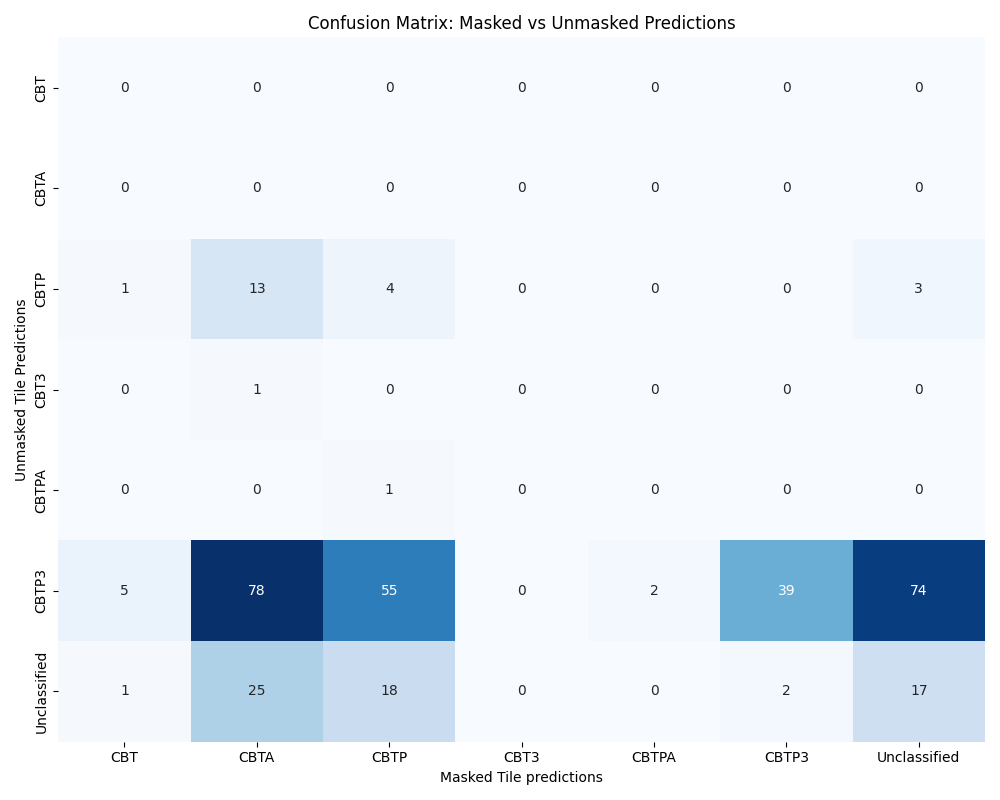 Confusion Matrix: Masked vs Unmasked Predictions
Unmasked Tile Predictions
CBT 0 0 0 0 0 0 0
CBTA 0 0 0 0 0 0 0
CBTP 1 13 4 0 0 0 3
CBT3 0 1 0 0 0 0 0
CBTPA 0 0 1 0 0 0 0
CBTP3 5 78 55 0 2 39 74
Unclassified 1 25 18 0 0 2 17
CBT CBTA CBTP CBT3 CBTPA CBTP3 Unclassified
Masked Tile predictions